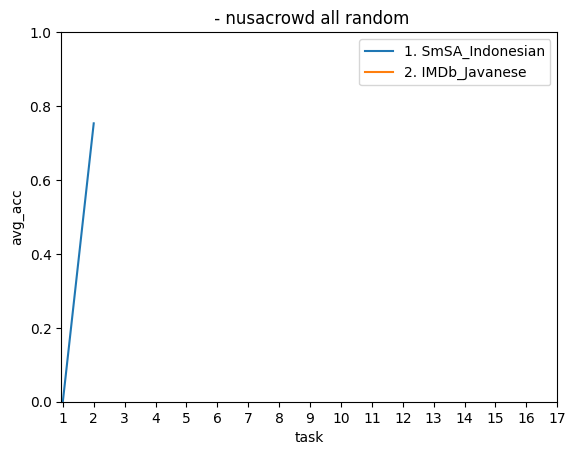 - nusacrowd all random
1.0
0.8
0.6
0.4
0.2
0.0
avg_acc
1. SmSA_Indonesian
2. IMDb_Javanese
1 2 3 4 5 6 7 8 9 10 11 12 13 14 15 16 17
task